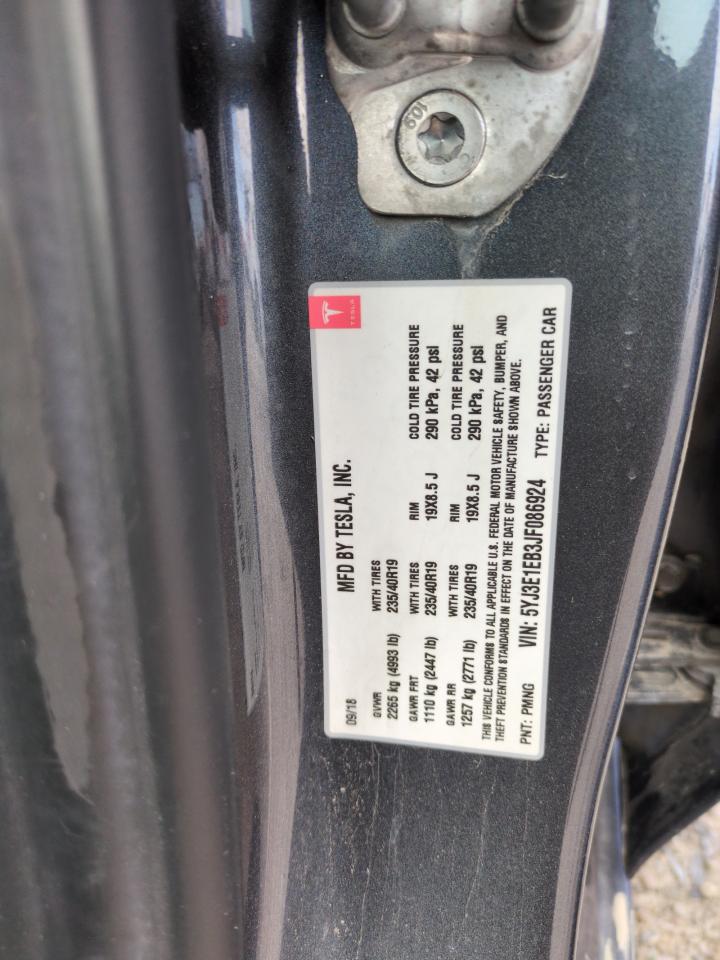 10.9
TESLA
MFD BY TESLA, INC.
09/18
GVWR WITH TIRES
2265 kg (4993 lb) 235/40R19
GAWR FRT WITH TIRES RIM COLD TIRE PRESSURE
1110 kg (2447 lb) 235/40R19 19X8.5 J 290 kPa, 42 psi
GAWR RR WITH TIRES RIM COLD TIRE PRESSURE
1257 kg (2771 lb) 235/40R19 19X8.5 J 290 kPa, 42 psi
THIS VEHICLE CONFORMS TO ALL APPLICABLE U.S. FEDERAL MOTOR VEHICLE SAFETY, BUMPER, AND
THEFT PREVENTION STANDARDS IN EFFECT ON THE DATE OF MANUFACTURE SHOWN ABOVE.
PNT: PMNG VIN: 5YJ3E1EB3JF086924 TYPE: PASSENGER CAR